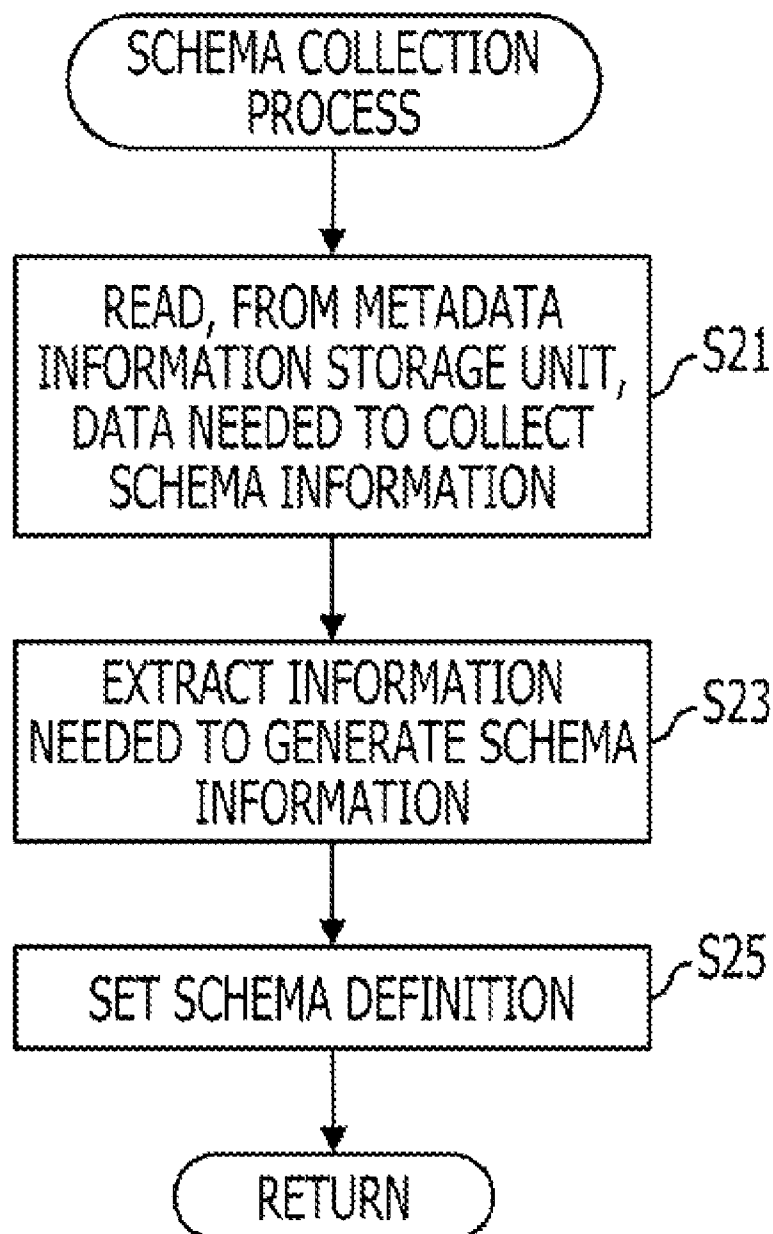 SCHEMA COLLECTION
PROCESS
READ, FROM METADATA
INFORMATION STORAGE UNIT,
DATA NEEDED TO COLLECT
SCHEMA INFORMATION
S21
EXTRACT INFORMATION
NEEDED TO GENERATE SCHEMA
INFORMATION
S23
SET SCHEMA DEFINITION
S25
RETURN